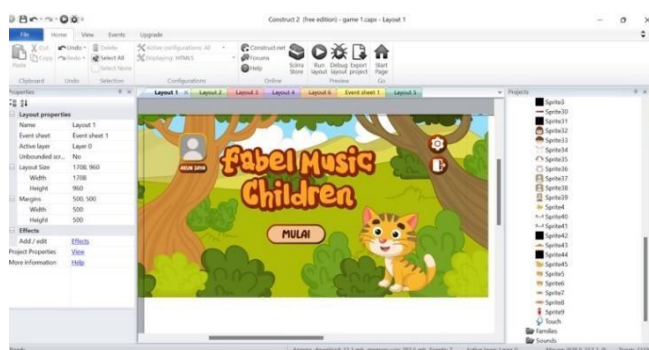 Construct 2 (free edition) - game 1.capx - Layout 1
File Home View Events Upgrade
Paste
Cut
Copy
Clipboard
Undo
Redo
Undo
Delete
Select All
Select None
Selection
Active configurations: All
Displaying: HTML5
Configurations
Construct.net
Forums
Help
Online
Scirra Store
Run layout
Debug layout
Export project
Preview
Start Page
Go
Properties
Layout properties
Name Layout 1
Event sheet Event sheet 1
Active layer Layer 0
Unbounded scr... No
Layout Size 1708, 960
Width 1708
Height 960
Margins 500, 500
Width 500
Height 500
Effects
Add / edit Effects
Project Properties View
More information Help
Layout 1 Layout 2 Layout 3 Layout 4 Layout 6 Event sheet 1 Layout 5
Fabel Music
Children
MULAI
Projects
Sprite3
Sprite30
Sprite31
Sprite32
Sprite33
Sprite34
Sprite35
Sprite36
Sprite37
Sprite38
Sprite39
Sprite4
Sprite40
Sprite41
Sprite42
Sprite43
Sprite44
Sprite45
Sprite5
Sprite6
Sprite7
Sprite8
Sprite9
Touch
Families
Sounds